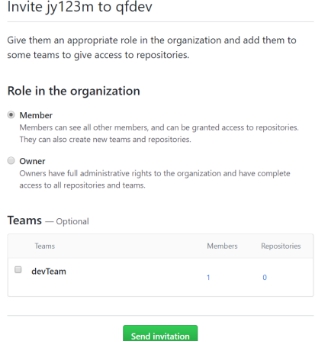 Invite jy123m to qfdev
Give them an appropriate role in the organization and add them to
some teams to give access to repositories.
Role in the organization
Member
Members can see all other members, and can be granted access to repositories.
They can also create new teams and repositories.
Owner
Owners have full administrative rights to the organization and have complete
access to all repositories and teams.
Teams — Optional
Teams Members Repositories
devTeam
1 0
Send invitation